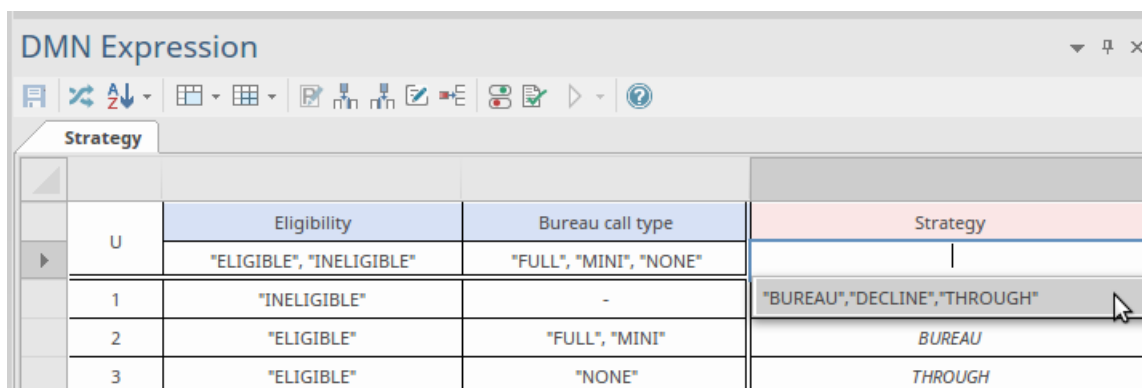 DMN Expression
Strategy
U Eligibility Bureau call type Strategy
"ELIGIBLE", "INELIGIBLE" "FULL", "MINI", "NONE"
1 "INELIGIBLE" - "BUREAU","DECLINE","THROUGH"
2 "ELIGIBLE" "FULL", "MINI" BUREAU
3 "ELIGIBLE" "NONE" THROUGH